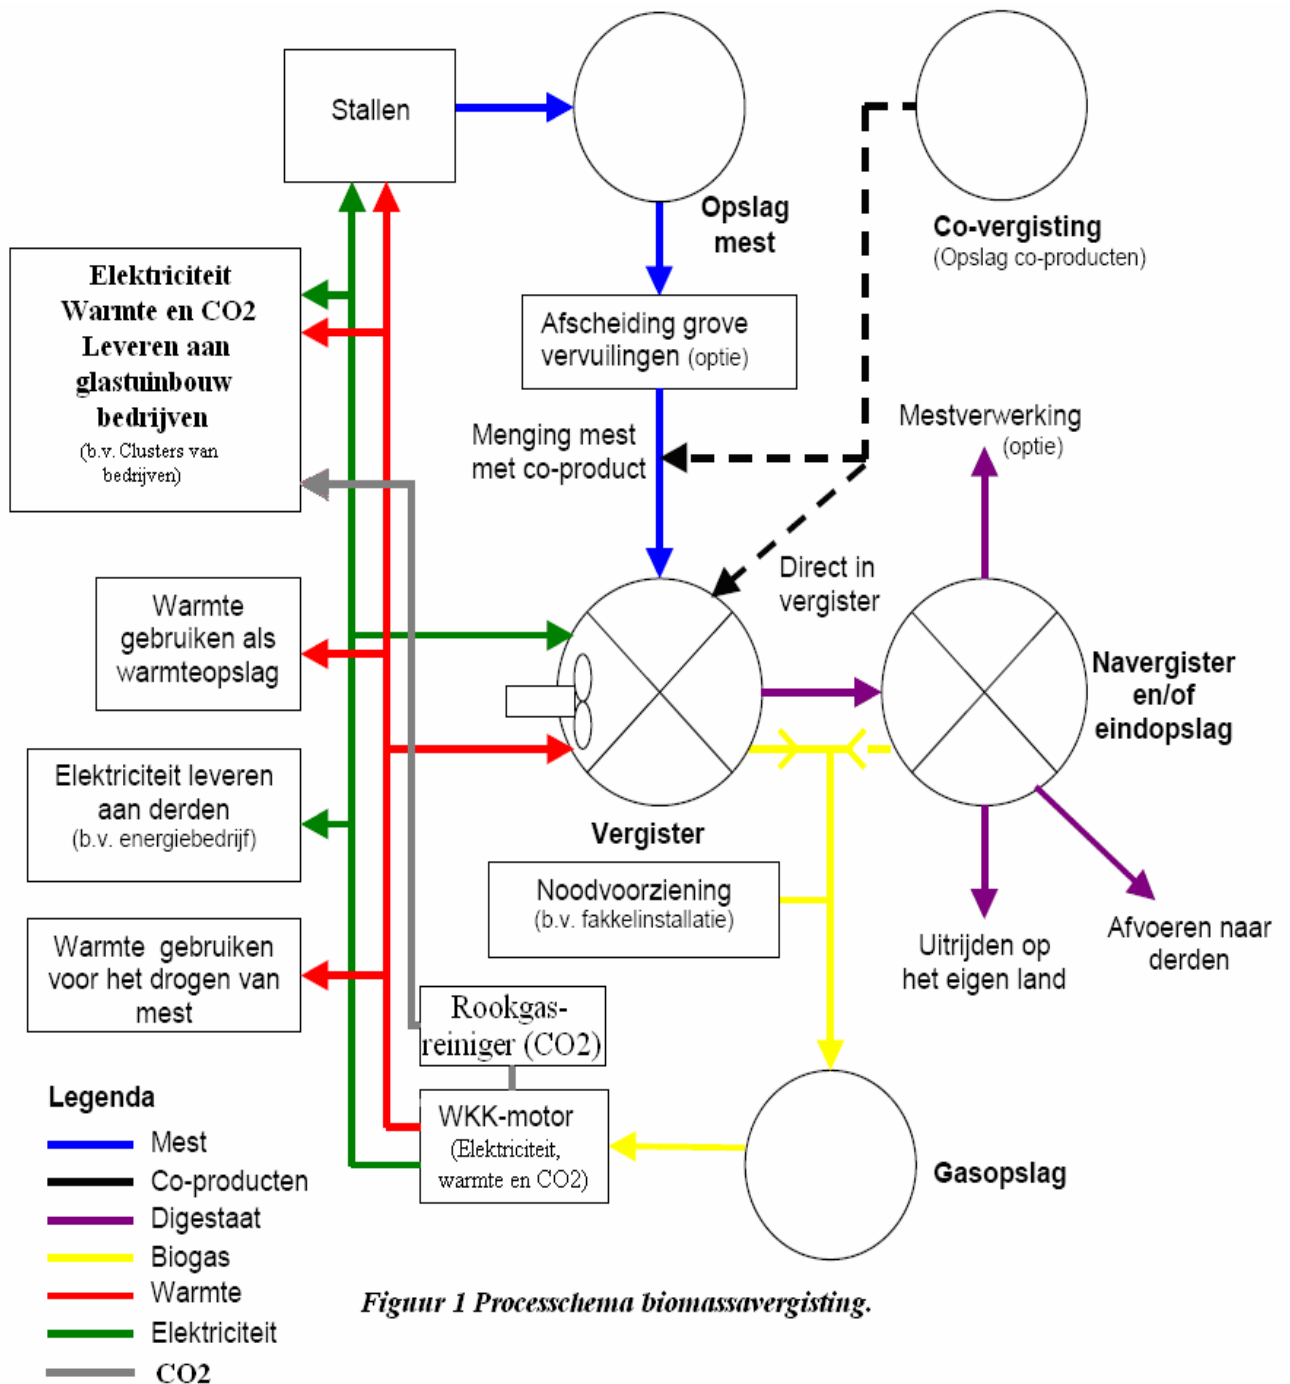 Stallen
Opslag
mest
Co-vergisting
(Opslag co-producten)
Elektriciteit
Warmte en CO2
Leveren aan
glastuinbouw
bedrijven
(b.v. Clusters van
bedrijven)
Afscheiding grove
vervuilingen (optie)
Menging mest
met co-product
Mestverwerking
(optie)
Direct in
vergister
Warmte
gebruiken als
warmteopslag
Navergister
en/of
eindopslag
Elektriciteit leveren
aan derden
(b.v. energiebedrijf)
Vergister
Noodvoorziening
(b.v. fakkelinstallatie)
Uitrijden op
het eigen land
Afvoeren naar
derden
Warmte gebruiken
voor het drogen van
mest
Rookgas-
reiniger (CO2)
WKK-motor
(Elektriciteit,
warmte en CO2)
Gasopslag
Legenda
Mest
Co-producten
Digestaat
Biogas
Warmte
Elektriciteit
CO2
Figuur 1 Processchema biomassavergisting.